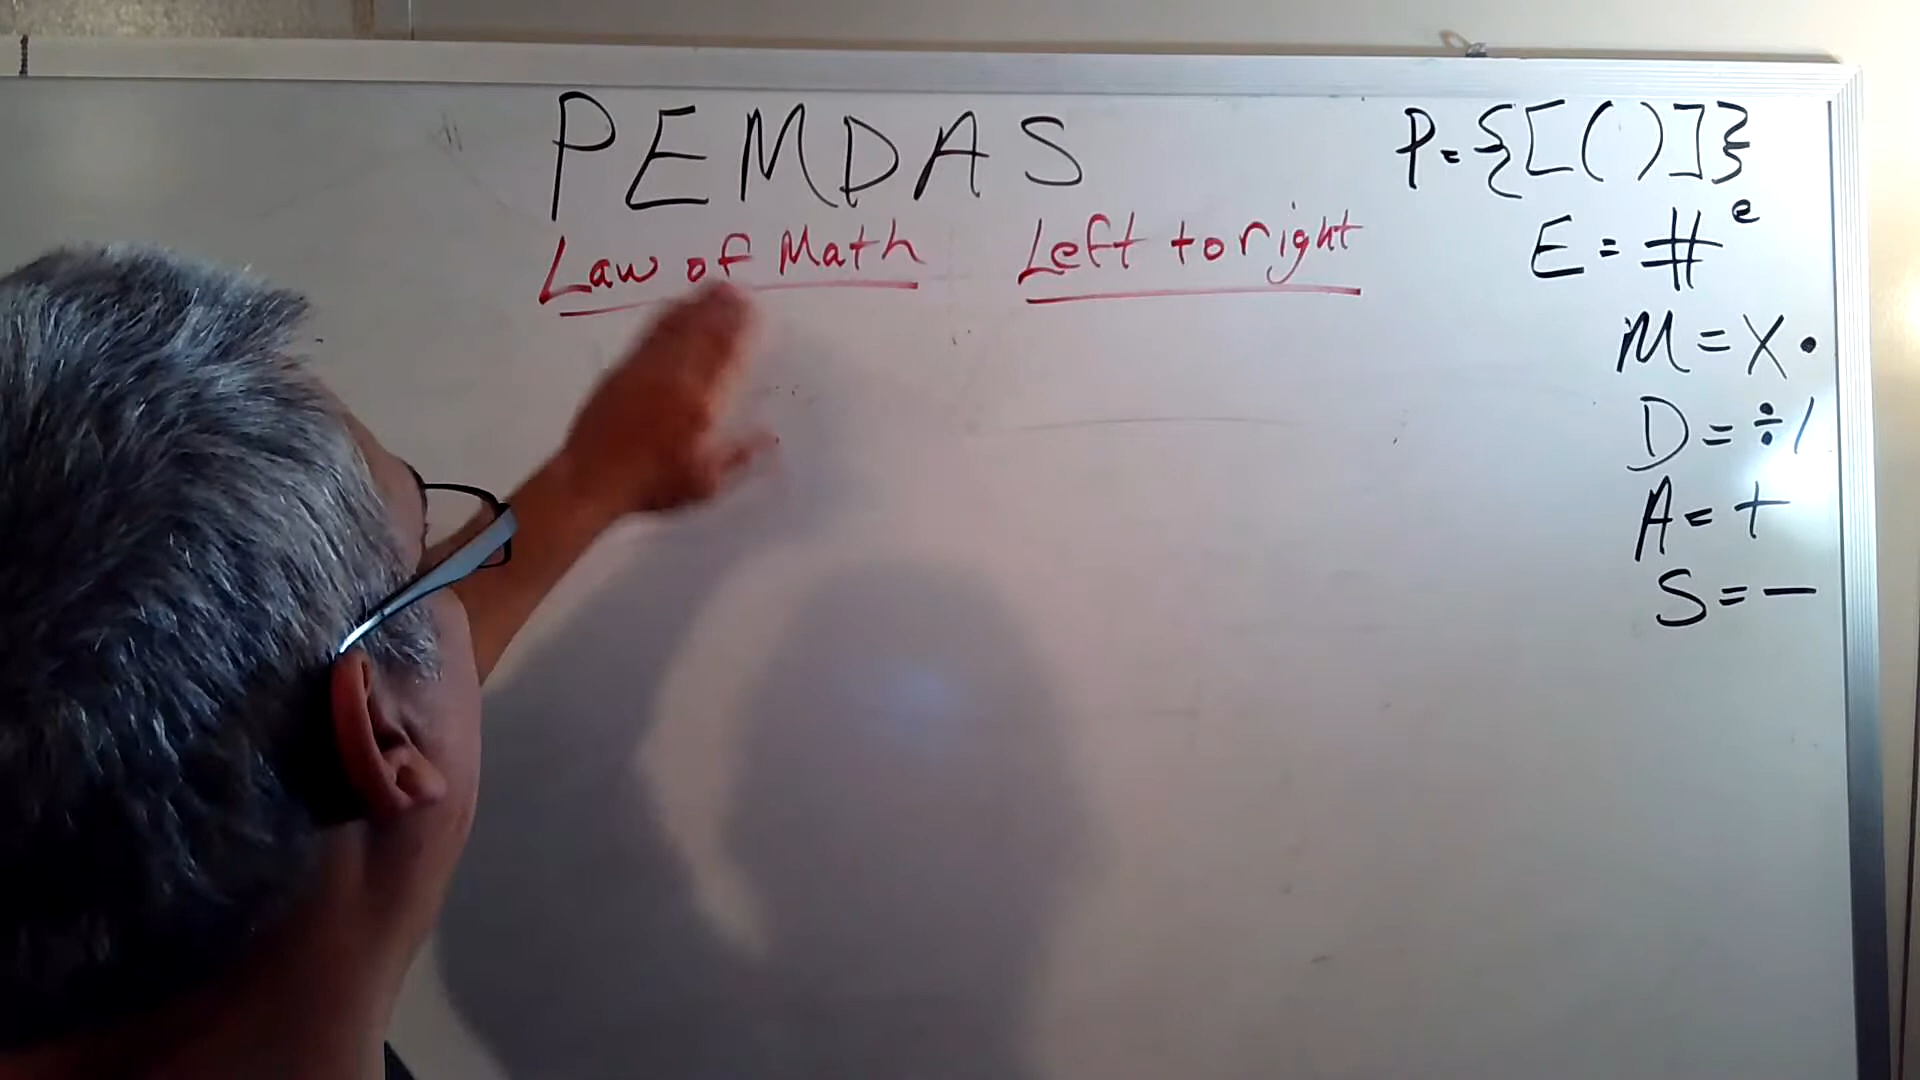 PEMDAS
Law of Math Left to right
P={[()]}
E=#e
M=X•
D=÷/
A=+
S=-